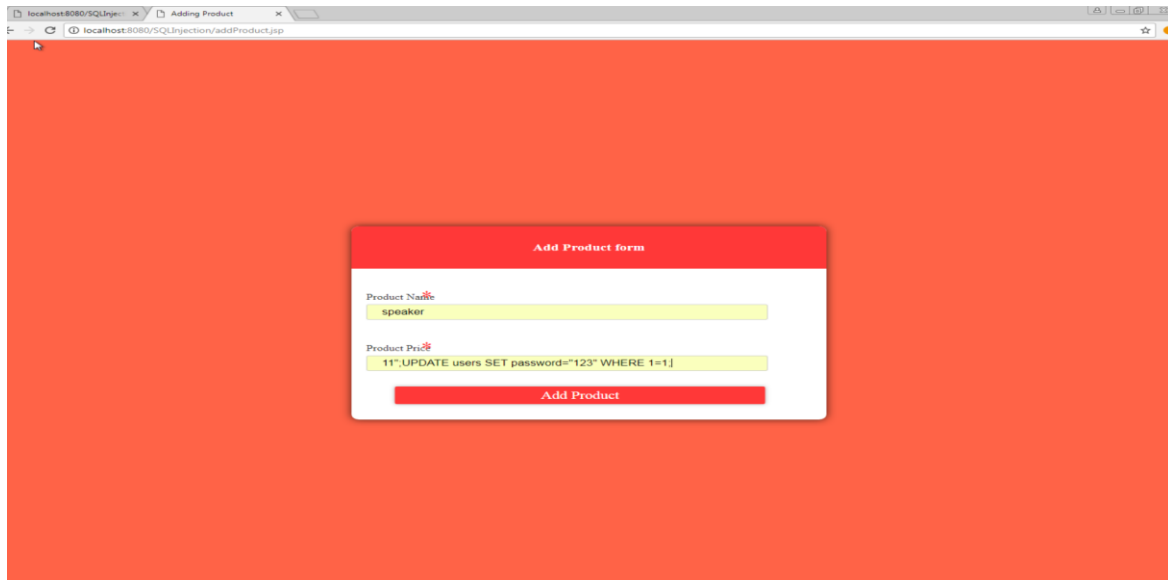 localhost:8080/SQLInject
Adding Product
localhost:8080/SQLInjection/addProduct.jsp
Add Product form
Product Name*
speaker
Product Price*
11";UPDATE users SET password="123" WHERE 1=1;
Add Product